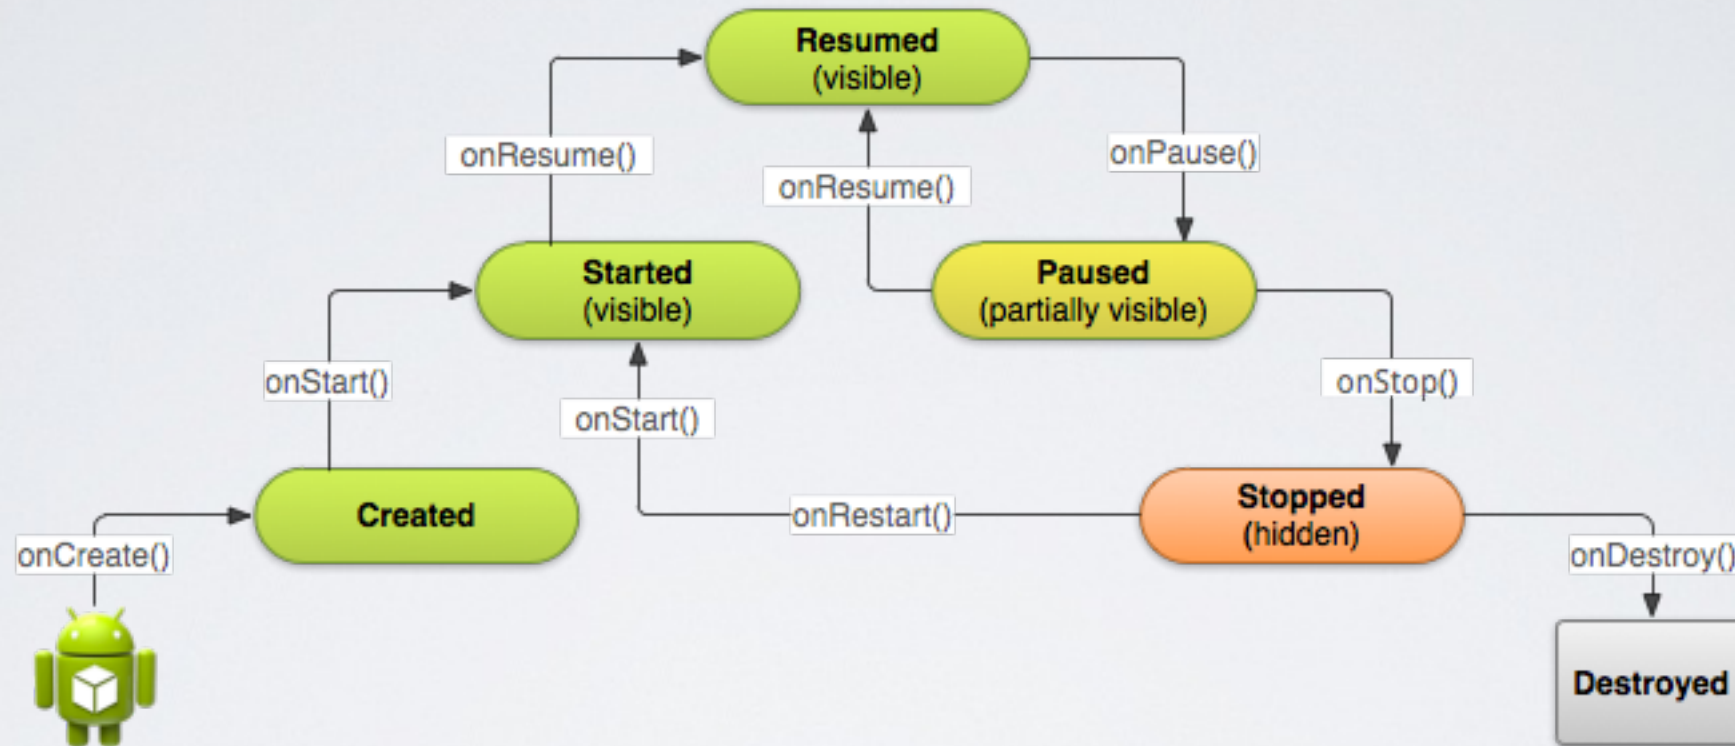 Resumed
(visible)
onResume()
onPause()
onResume()
Started
(visible)
Paused
(partially visible)
onStart()
onStart()
onStop()
Created
onRestart()
Stopped
(hidden)
onCreate()
onDestroy()
Destroyed